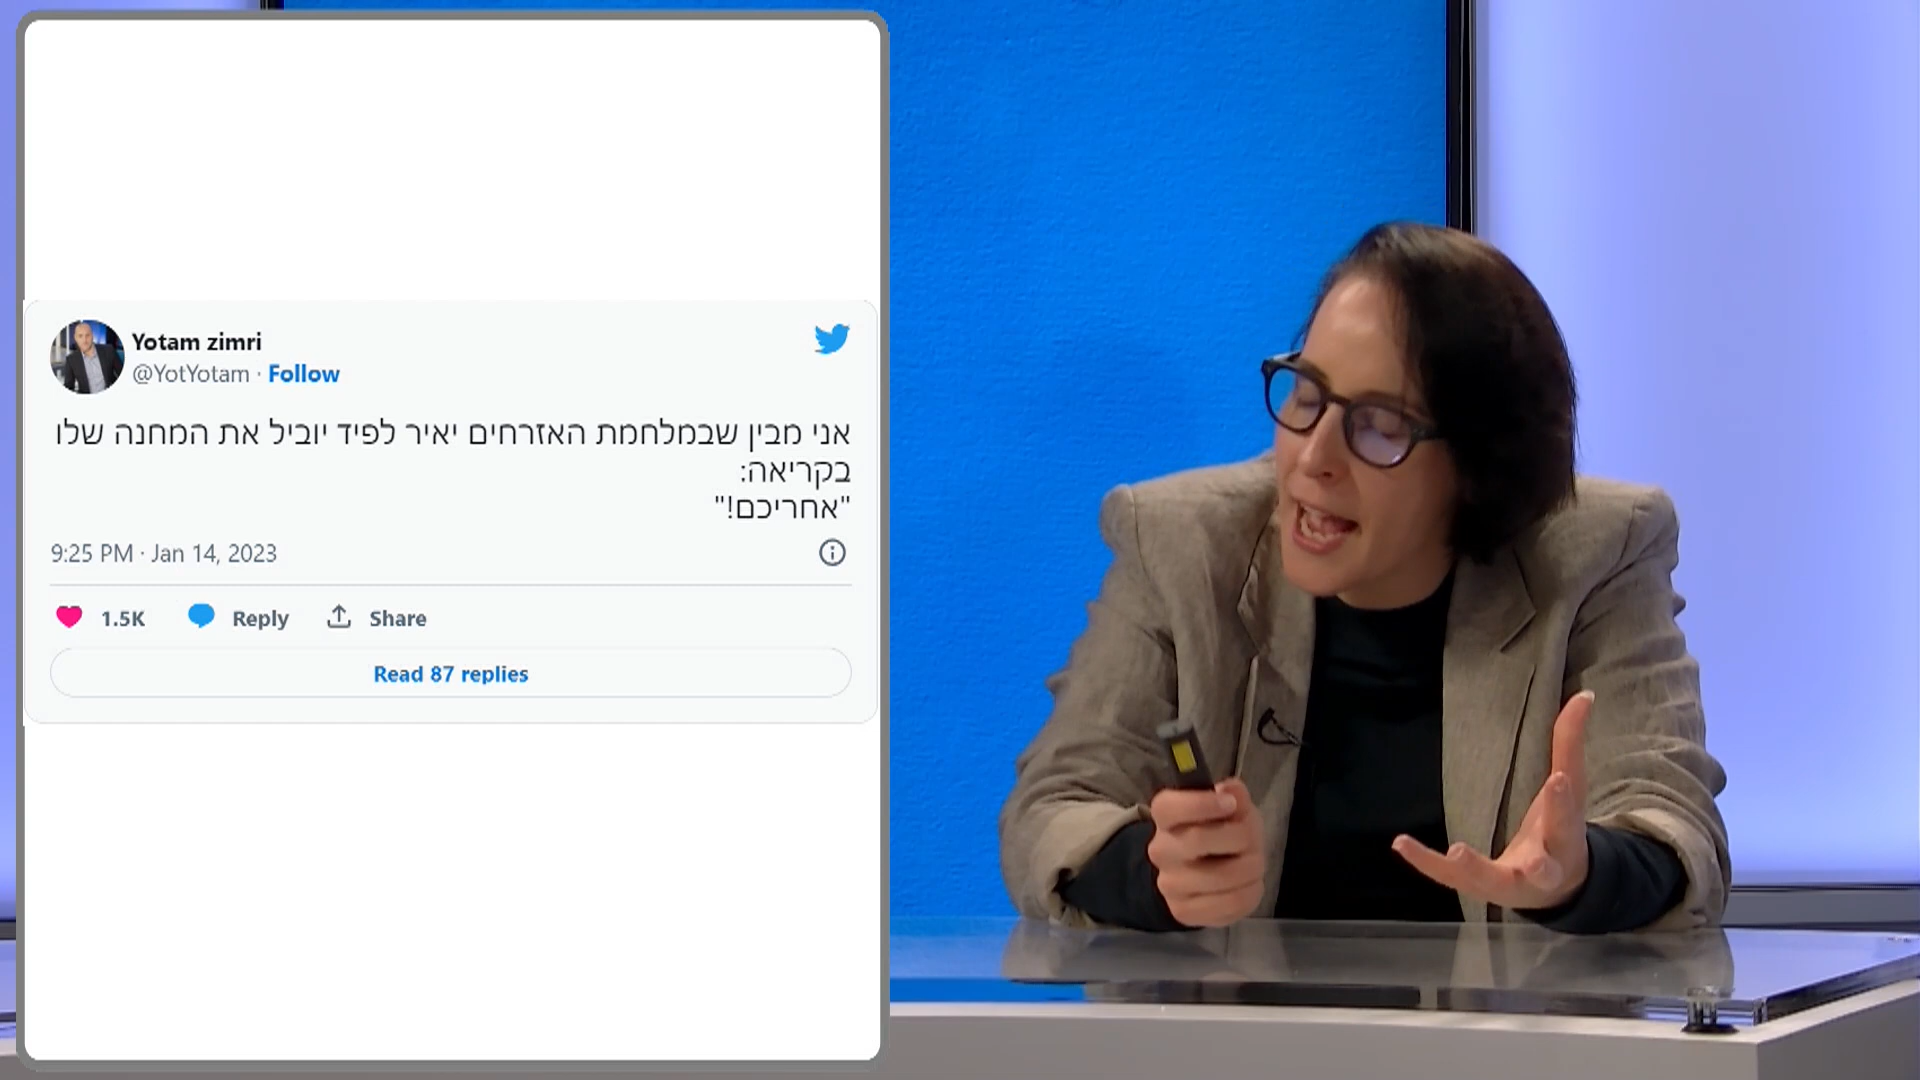 Yotam zimri
@YotYotam · Follow
אני מבין שבמלחמת האזרחים יאיר לפיד יוביל את המחנה שלו
בקריאה:
"אחריכם!"
9:25 PM · Jan 14, 2023
1.5K Reply Share
Read 87 replies